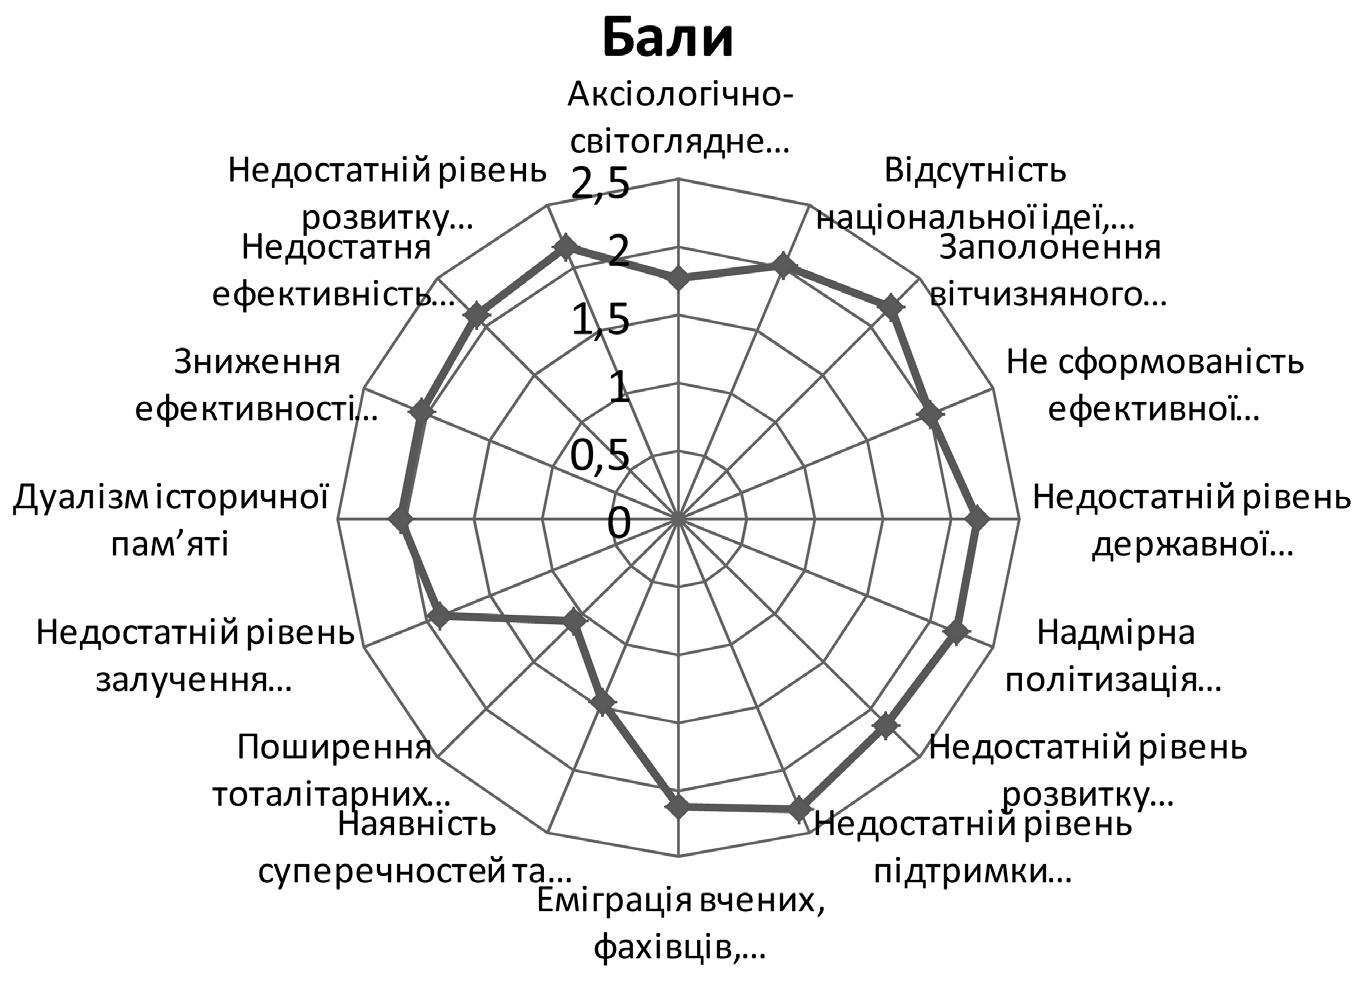 Бали
Аксіологічно-
світоглядне...
Відсутність
національної ідеї,...
Заполонення
вітчизняного...
Не сформованість
ефективної...
Недостатній рівень
державної...
Надмірна
політизація...
Недостатній рівень
розвитку...
Недостатній рівень
підтримки...
Еміграція вчених,
фахівців,...
Наявність
суперечностей та...
Поширення
тоталітарних...
Недостатній рівень
залучення...
Дуалізм історичної
пам’яті
Зниження
ефективності...
Недостатня
ефективність...
Недостатній рівень
розвитку...
2,5
2
1,5
1
0,5
0